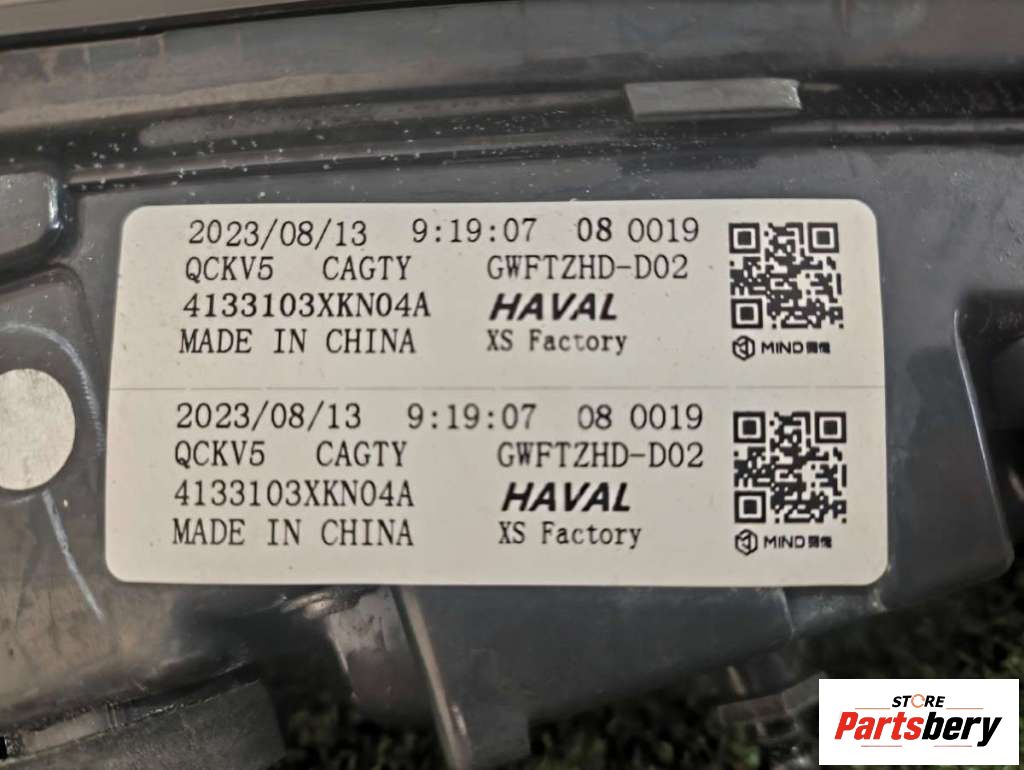 2023/08/13 9:19:07 08 0019
QCKV5 CAGTY GWFTZHD-D02
4133103XKN04A HAVAL
MADE IN CHINA XS Factory
MIND
2023/08/13 9:19:07 08 0019
QCKV5 CAGTY GWFTZHD-D02
4133103XKN04A HAVAL
MADE IN CHINA XS Factory
MIND
STORE
Partsbery